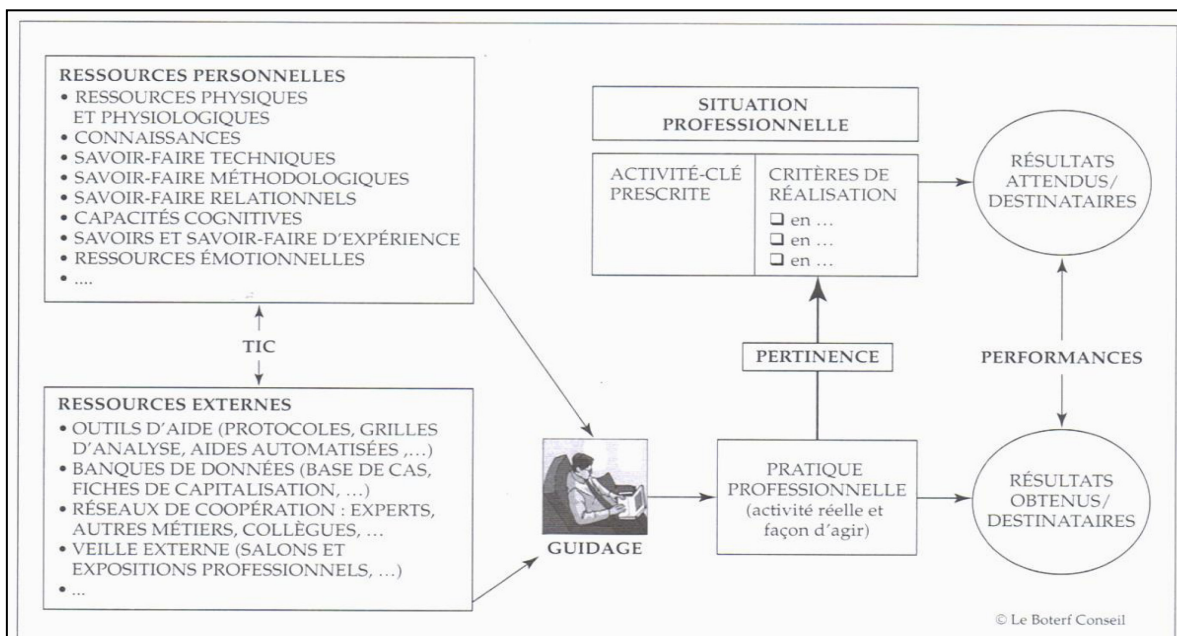 RESSOURCES PERSONNELLES
• RESSOURCES PHYSIQUES
ET PHYSIOLOGIQUES
• CONNAISSANCES
• SAVOIR-FAIRE TECHNIQUES
• SAVOIR-FAIRE MÉTHODOLOGIQUES
• SAVOIR-FAIRE RELATIONNELS
• CAPACITÉS COGNITIVES
• SAVOIRS ET SAVOIR-FAIRE D'EXPÉRIENCE
• RESSOURCES ÉMOTIONNELLES
• ....
TIC
RESSOURCES EXTERNES
• OUTILS D'AIDE (PROTOCOLES, GRILLES
D'ANALYSE, AIDES AUTOMATISÉES ,…)
• BANQUES DE DONNÉES (BASE DE CAS,
FICHES DE CAPITALISATION, …)
• RÉSEAUX DE COOPÉRATION : EXPERTS,
AUTRES MÉTIERS, COLLÈGUES, …
• VEILLE EXTERNE (SALONS ET
EXPOSITIONS PROFESSIONNELS, …)
• ...
GUIDAGE
SITUATION
PROFESSIONNELLE
ACTIVITÉ-CLÉ
PRESCRITE
CRITÈRES DE
RÉALISATION
❑ en …
❑ en …
❑ en …
PERTINENCE
PRATIQUE
PROFESSIONNELLE
(activité réelle et
façon d'agir)
RÉSULTATS
ATTENDUS/
DESTINATAIRES
PERFORMANCES
RÉSULTATS
OBTENUS/
DESTINATAIRES
© Le Boterf Conseil